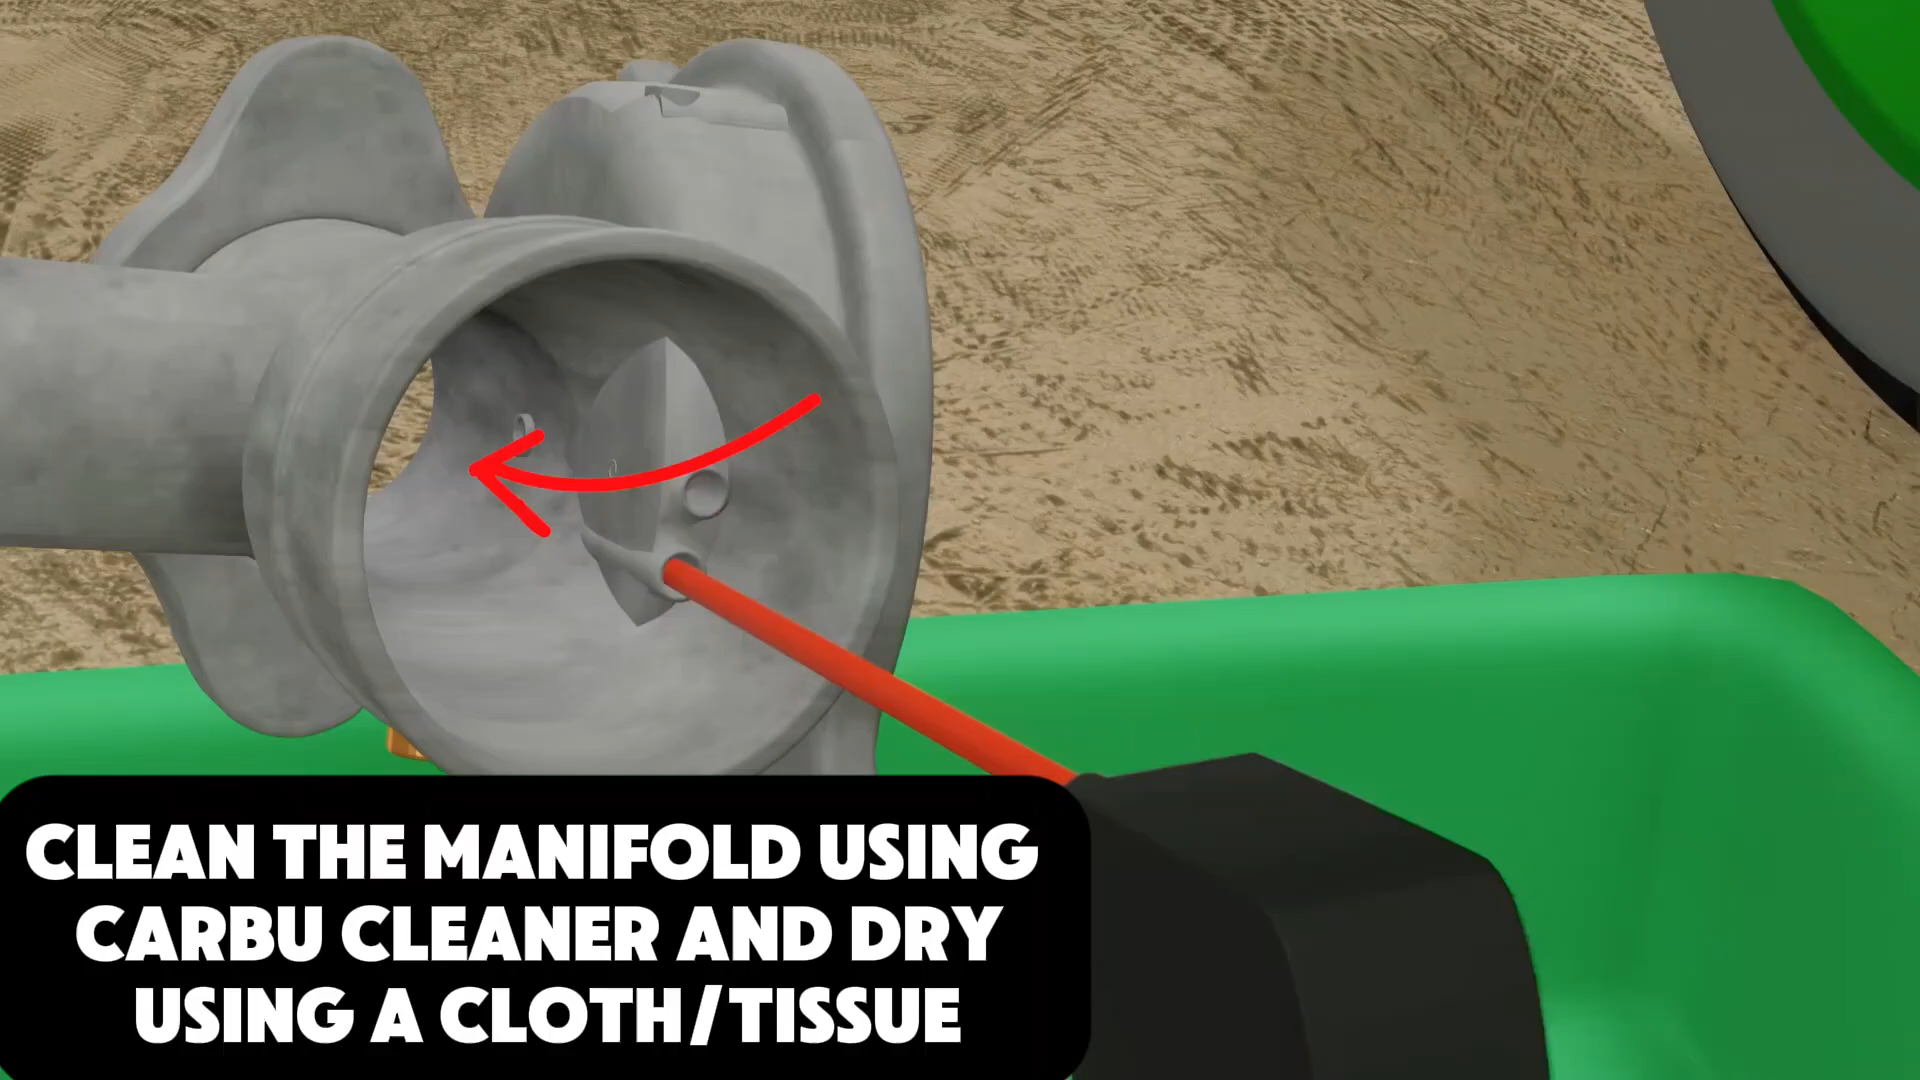 CLEAN THE MANIFOLD USING
CARBU CLEANER AND DRY
USING A CLOTH/TISSUE